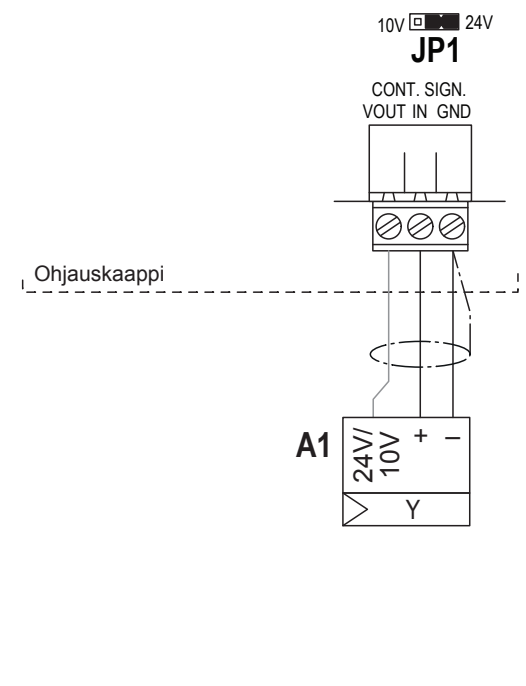 10V 24V
JP1
CONT. SIGN.
VOUT IN GND
Ohjauskaappi
A1
24V/
10V
+ –
Y